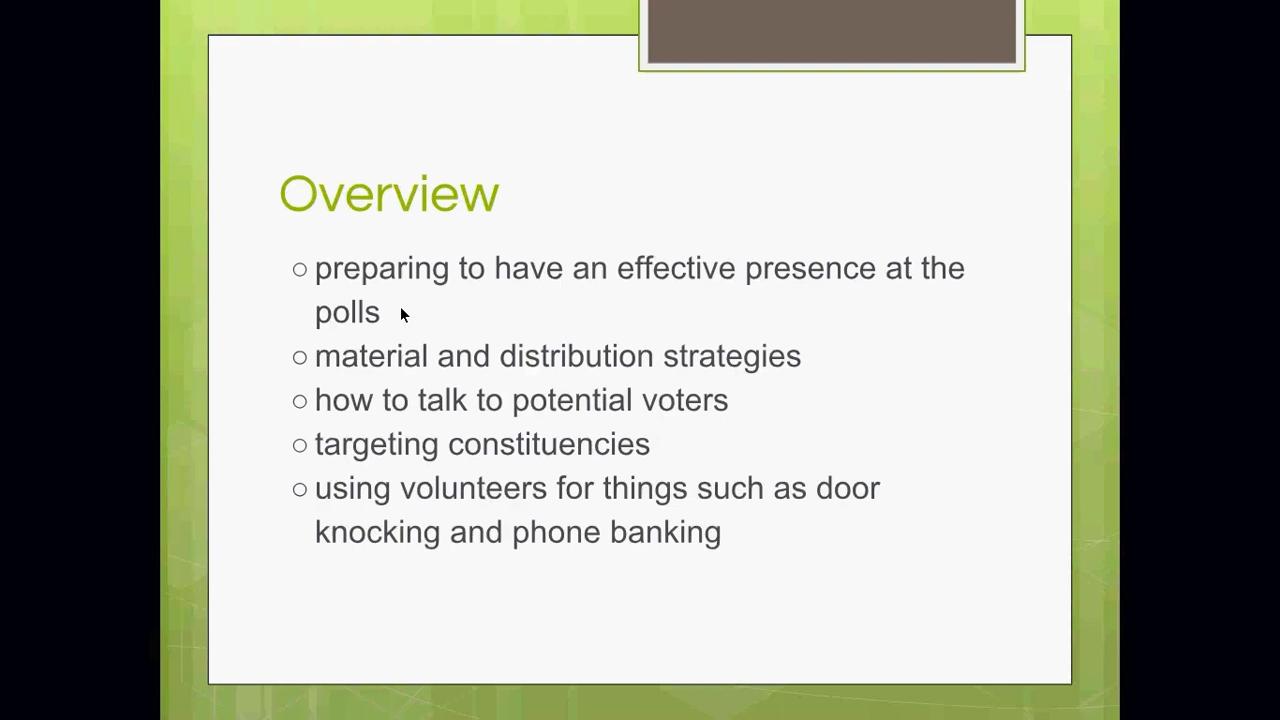 Overview
○ preparing to have an effective presence at the
polls
○ material and distribution strategies
○ how to talk to potential voters
○ targeting constituencies
○ using volunteers for things such as door
knocking and phone banking